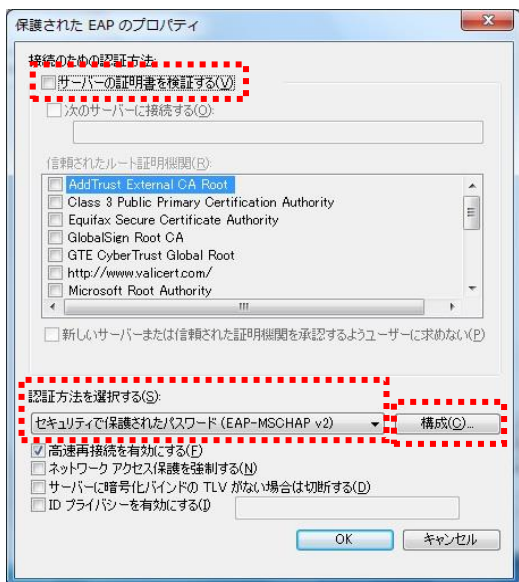 保護された EAP のプロパティ
接続のための認証方法:
サーバーの証明書を検証する(V)
次のサーバーに接続する(O):
信頼されたルート証明機関(R):
AddTrust External CA Root
Class 3 Public Primary Certification Authority
Equifax Secure Certificate Authority
GlobalSign Root CA
GTE CyberTrust Global Root
http://www.valicert.com/
Microsoft Root Authority
新しいサーバーまたは信頼された証明機関を承認するようユーザーに求めない(P)
認証方法を選択する(S):
セキュリティで保護されたパスワード (EAP-MSCHAP v2) 構成(C)...
高速再接続を有効にする(F)
ネットワーク アクセス保護を強制する(N)
サーバーに暗号化バインドの TLV がない場合は切断する(D)
ID プライバシーを有効にする(I)
OK キャンセル